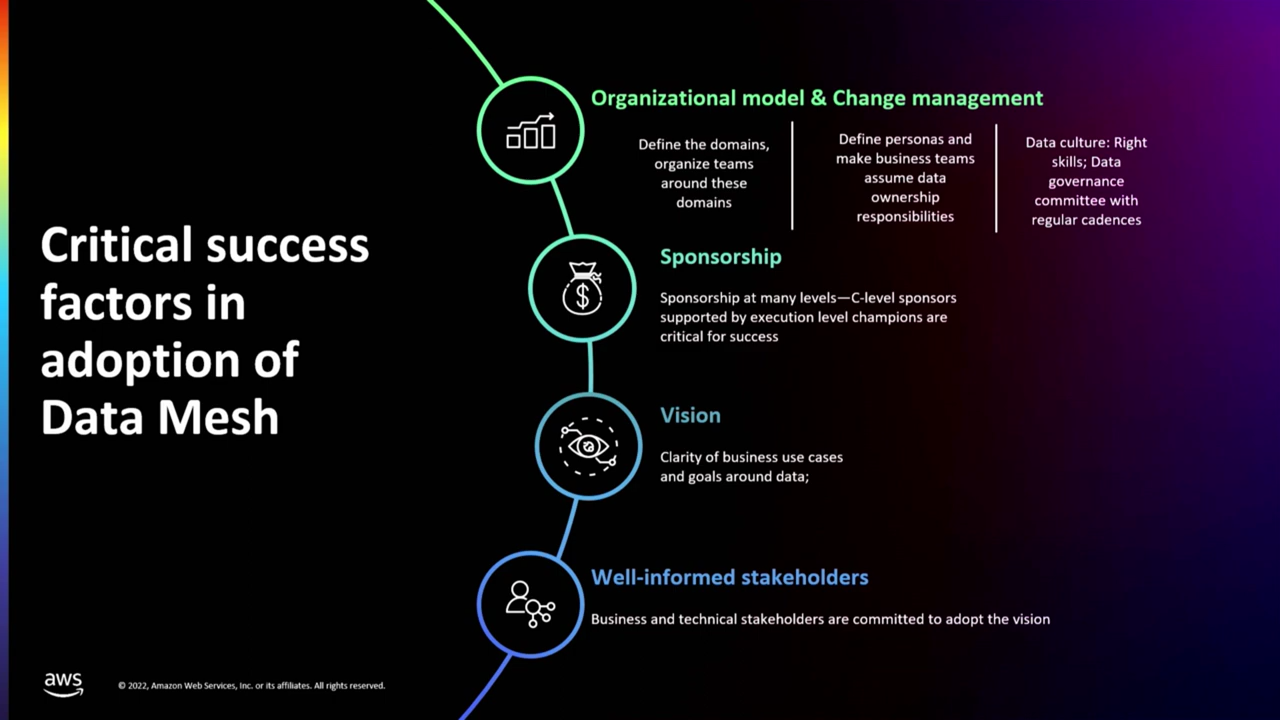 Critical success
factors in
adoption of
Data Mesh
Organizational model & Change management
Define the domains,
organize teams
around these
domains
Define personas and
make business teams
assume data
ownership
responsibilities
Data culture: Right
skills; Data
governance
committee with
regular cadences
Sponsorship
Sponsorship at many levels—C-level sponsors
supported by execution level champions are
critical for success
Vision
Clarity of business use cases
and goals around data;
Well-informed stakeholders
Business and technical stakeholders are committed to adopt the vision
aws
© 2022, Amazon Web Services, Inc. or its affiliates. All rights reserved.